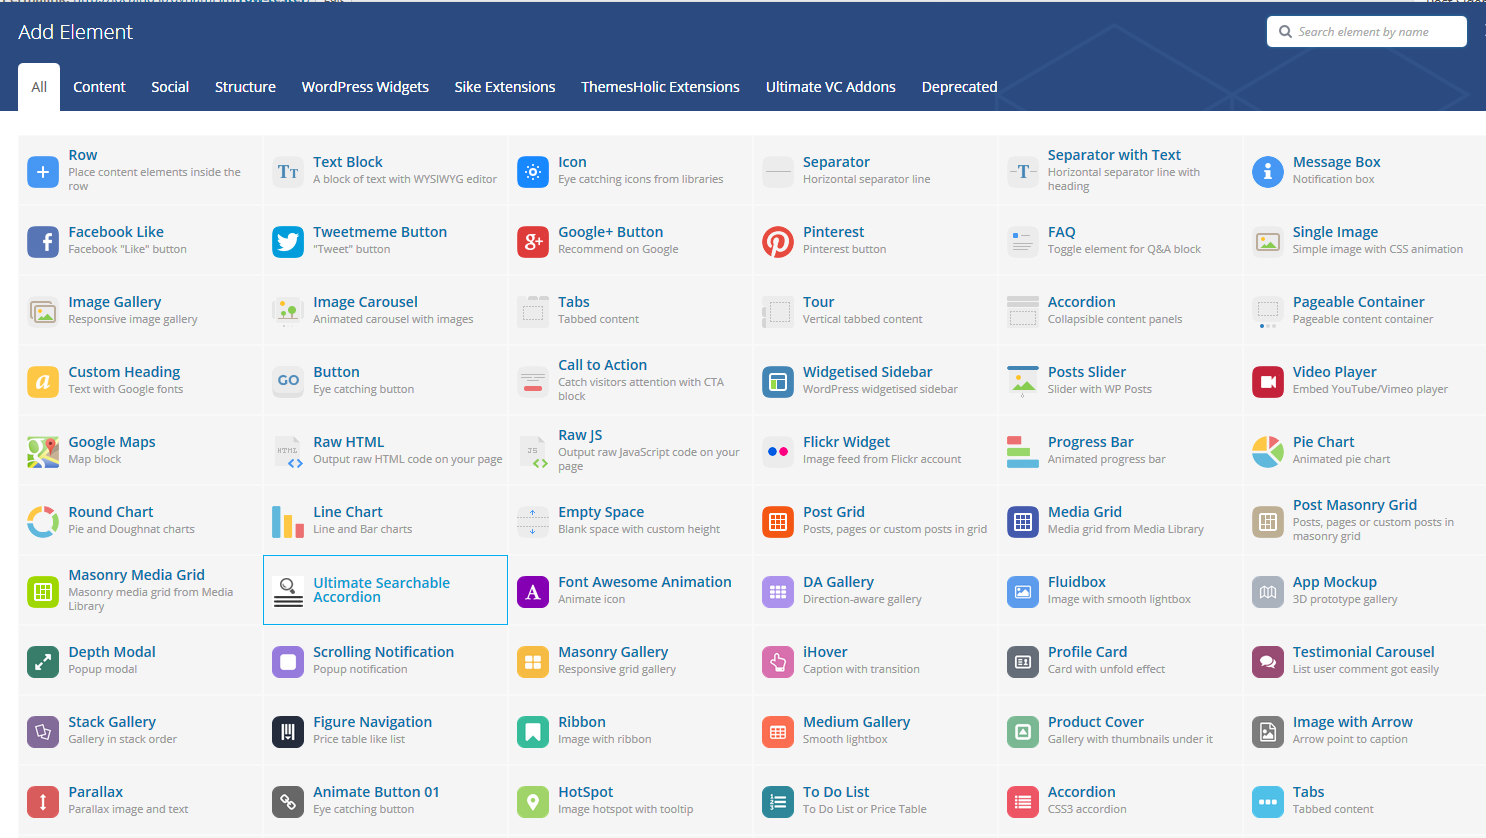 Add Element
Search element by name
All
Content
Social
Structure
WordPress Widgets
Sike Extensions
ThemesHolic Extensions
Ultimate VC Addons
Deprecated
Row
Place content elements inside the
row
Text Block
A block of text with WYSIWYG editor
Icon
Eye catching icons from libraries
Separator
Horizontal separator line
Separator with Text
Horizontal separator line with
heading
Message Box
Notification box
Facebook Like
Facebook "Like" button
Tweetmeme Button
"Tweet" button
Google+ Button
Recommend on Google
Pinterest
Pinterest button
FAQ
Toggle element for Q&A block
Single Image
Simple image with CSS animation
Image Gallery
Responsive image gallery
Image Carousel
Animated carousel with images
Tabs
Tabbed content
Tour
Vertical tabbed content
Accordion
Collapsible content panels
Pageable Container
Pageable content container
Custom Heading
Text with Google fonts
GO
Button
Eye catching button
Call to Action
Catch visitors attention with CTA
block
Widgetised Sidebar
WordPress widgetised sidebar
Posts Slider
Slider with WP Posts
Video Player
Embed YouTube/Vimeo player
Google Maps
Map block
HTML
Raw HTML
Output raw HTML code on your page
JS
Raw JS
Output raw JavaScript code on your
page
Flickr Widget
Image feed from Flickr account
Progress Bar
Animated progress bar
Pie Chart
Animated pie chart
Round Chart
Pie and Doughnat charts
Line Chart
Line and Bar charts
Empty Space
Blank space with custom height
Post Grid
Posts, pages or custom posts in grid
Media Grid
Media grid from Media Library
Post Masonry Grid
Posts, pages or custom posts in
masonry grid
Masonry Media Grid
Masonry media grid from Media
Library
Ultimate Searchable
Accordion
Font Awesome Animation
Animate icon
DA Gallery
Direction-aware gallery
Fluidbox
Image with smooth lightbox
App Mockup
3D prototype gallery
Depth Modal
Popup modal
Scrolling Notification
Popup notification
Masonry Gallery
Responsive grid gallery
iHover
Caption with transition
Profile Card
Card with unfold effect
Testimonial Carousel
List user comment got easily
Stack Gallery
Gallery in stack order
Figure Navigation
Price table like list
Ribbon
Image with ribbon
Medium Gallery
Smooth lightbox
Product Cover
Gallery with thumbnails under it
Image with Arrow
Arrow point to caption
Parallax
Parallax image and text
Animate Button 01
Eye catching button
HotSpot
Image hotspot with tooltip
To Do List
To Do List or Price Table
Accordion
CSS3 accordion
Tabs
Tabbed content